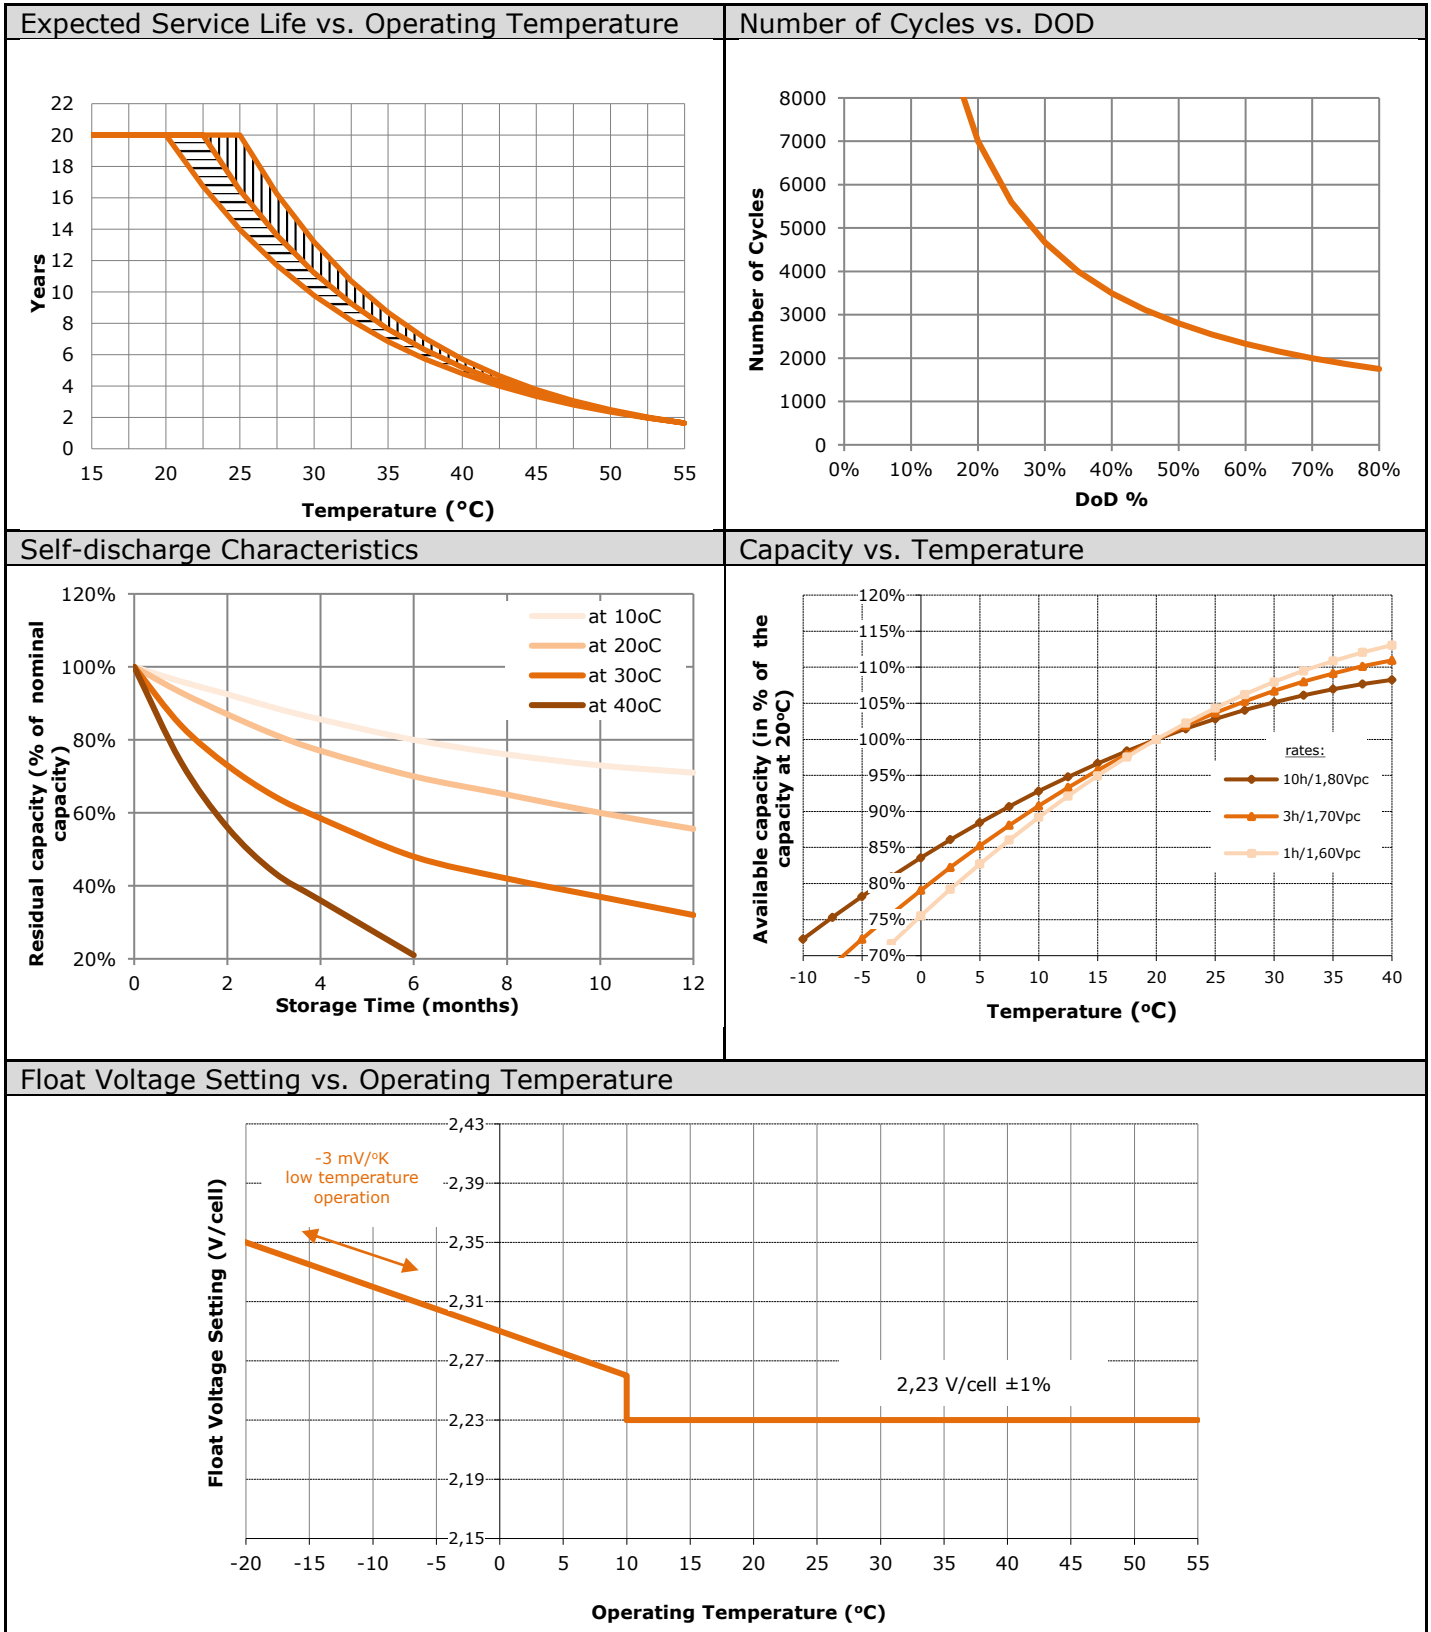 Expected Service Life vs. Operating Temperature
22
20
18
16
14
12
10
8
6
4
2
0
Years
15 20 25 30 35 40 45 50 55
Temperature (°C)
Number of Cycles vs. DOD
8000
7000
6000
5000
4000
3000
2000
1000
0
Number of Cycles
0% 10% 20% 30% 40% 50% 60% 70% 80%
DoD %
Self-discharge Characteristics
120%
100%
80%
60%
40%
20%
Residual capacity (% of nominal
capacity)
at 10oC
at 20oC
at 30oC
at 40oC
0 2 4 6 8 10 12
Storage Time (months)
Capacity vs. Temperature
120%
115%
110%
105%
100%
95%
90%
85%
80%
75%
70%
Available capacity (in % of the
capacity at 20ºC)
rates:
10h/1,80Vpc
3h/1,70Vpc
1h/1,60Vpc
-10 -5 0 5 10 15 20 25 30 35 40
Temperature (ºC)
Float Voltage Setting vs. Operating Temperature
2,43
2,39
2,35
2,31
2,27
2,23
2,19
2,15
Float Voltage Setting (V/cell)
-3 mV/ºK
low temperature
operation
2,23 V/cell ±1%
-20 -15 -10 -5 0 5 10 15 20 25 30 35 40 45 50 55
Operating Temperature (ºC)